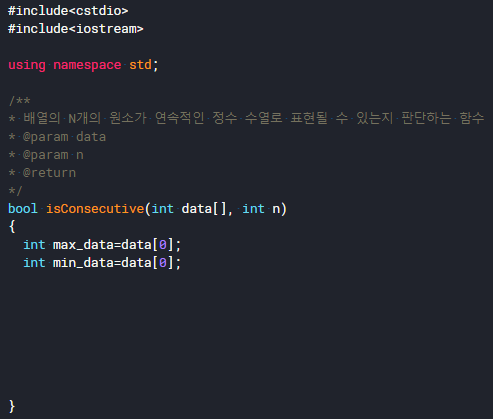 #include<cstdio>
#include<iostream>
using namespace std;
/**
* 배열의 N개의 원소가 연속적인 정수 수열로 표현될 수 있는지 판단하는 함수
* @param data
* @param n
* @return
*/
bool isConsecutive(int data[], int n)
{
  int max_data=data[0];
  int min_data=data[0];
}